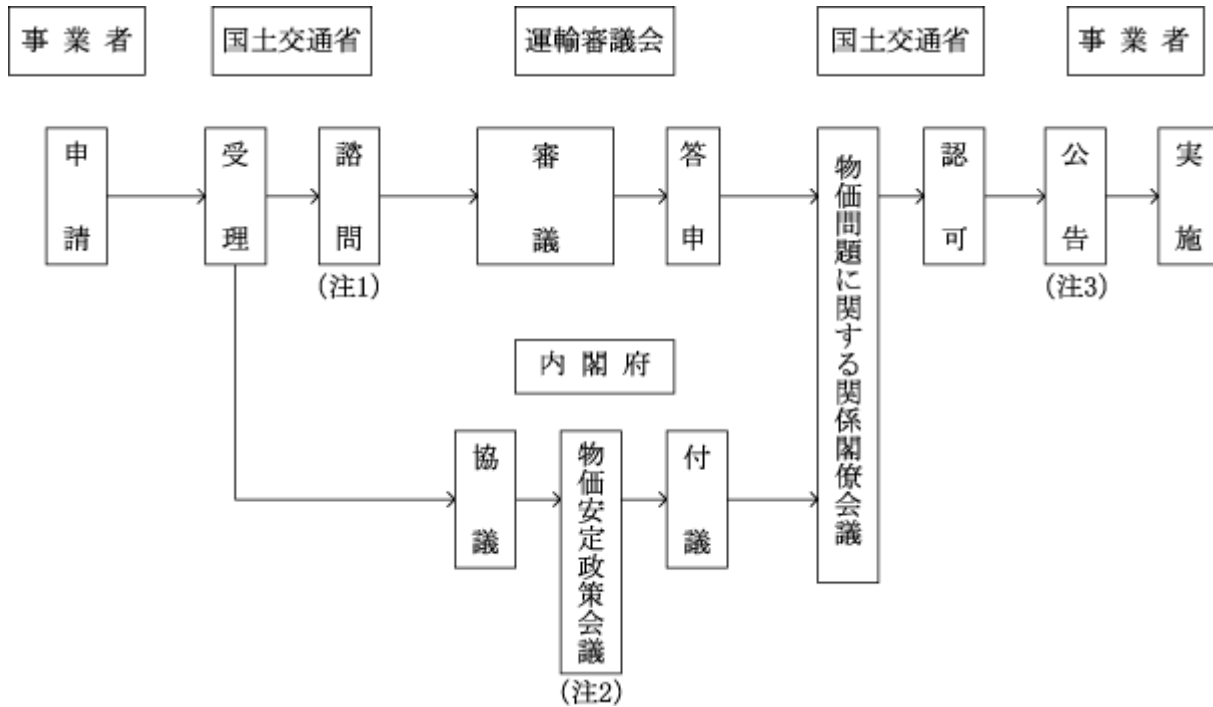 事業者
国土交通省
運輸審議会
国土交通省
事業者
申請
受理
諮問
(注1)
審議
答申
物価問題に関する関係閣僚会議
認可
公告
(注3)
実施
内閣府
協議
物価安定政策会議
(注2)
付議